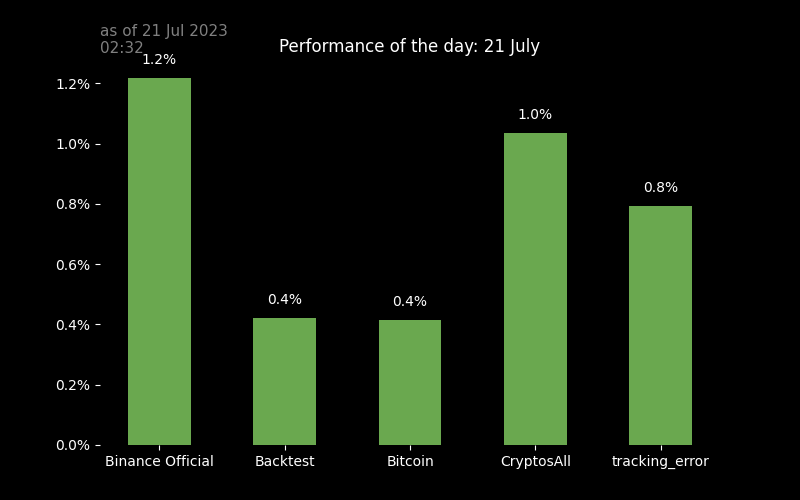 as of 21 Jul 2023
02:32
Performance of the day: 21 July
1.2%
1.0%
0.8%
0.4%
0.4%
1.2%
1.0%
0.8%
0.6%
0.4%
0.2%
0.0%
Binance Official
Backtest
Bitcoin
CryptosAll
tracking_error